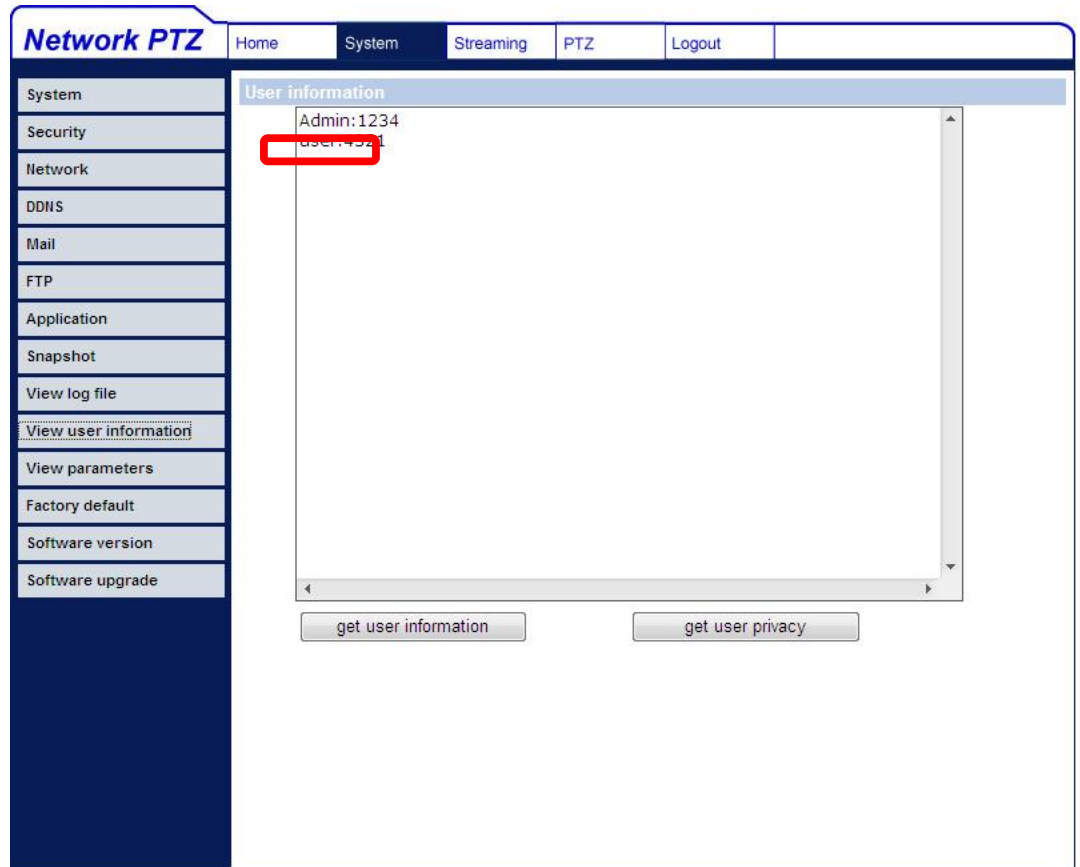 Network PTZ
Home System Streaming PTZ Logout
System
Security
Network
DDNS
Mail
FTP
Application
Snapshot
View log file
View user information
View parameters
Factory default
Software version
Software upgrade
User information
Admin:1234
user:4321
get user information get user privacy